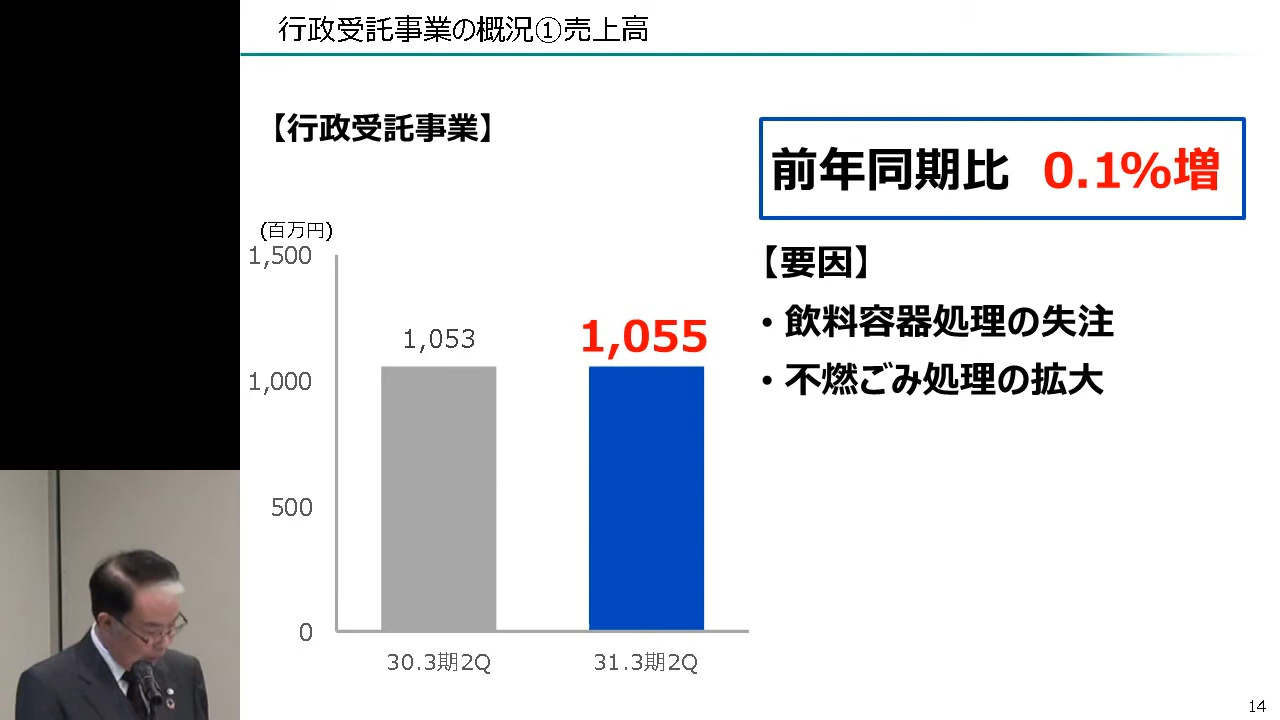 行政受託事業の概況①売上高
【行政受託事業】
前年同期比 0.1%増
(百万円)
1,500
1,000
500
0
1,053
1,055
30.3期2Q
31.3期2Q
【要因】
・飲料容器処理の失注
・不燃ごみ処理の拡大
14